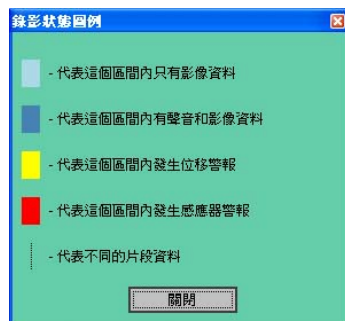 錄影狀態圖例
- 代表這個區間內只有影像資料
- 代表這個區間內有聲音和影像資料
- 代表這個區間內發生位移警報
- 代表這個區間內發生感應器警報
- 代表不同的片段資料
關閉